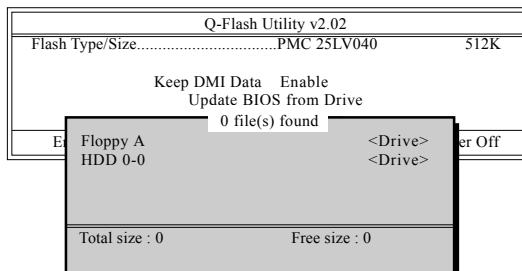 Q-Flash Utility v2.02
Flash Type/Size.................................PMC 25LV040 512K
Keep DMI Data Enable
Update BIOS from Drive
0 file(s) found
Floppy A <Drive>
HDD 0-0 <Drive>
Total size : 0 Free size : 0